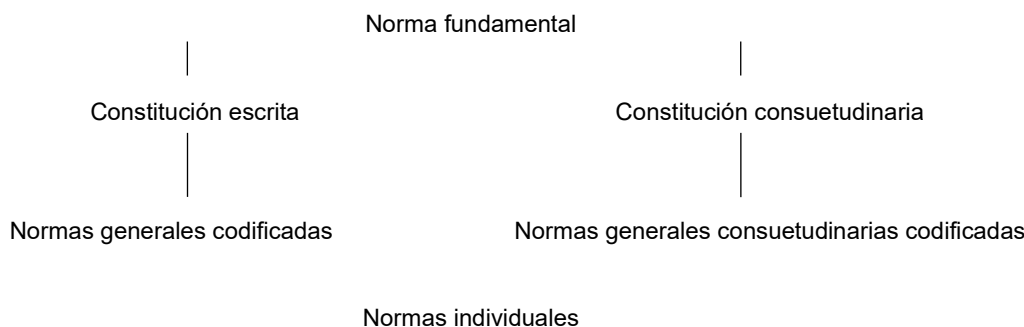 Norma fundamental
Constitución escrita
Constitución consuetudinaria
Normas generales codificadas
Normas generales consuetudinarias codificadas
Normas individuales